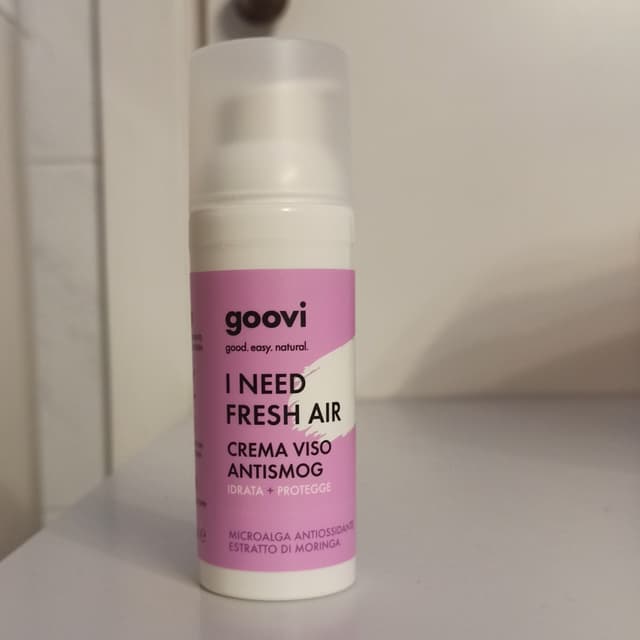 goovi
good. easy. natural.
I NEED
FRESH AIR
CREMA VISO
ANTISMOG
IDRATA + PROTEGGE
MICROALGA ANTIOSSIDANTE
ESTRATTO DI MORINGA